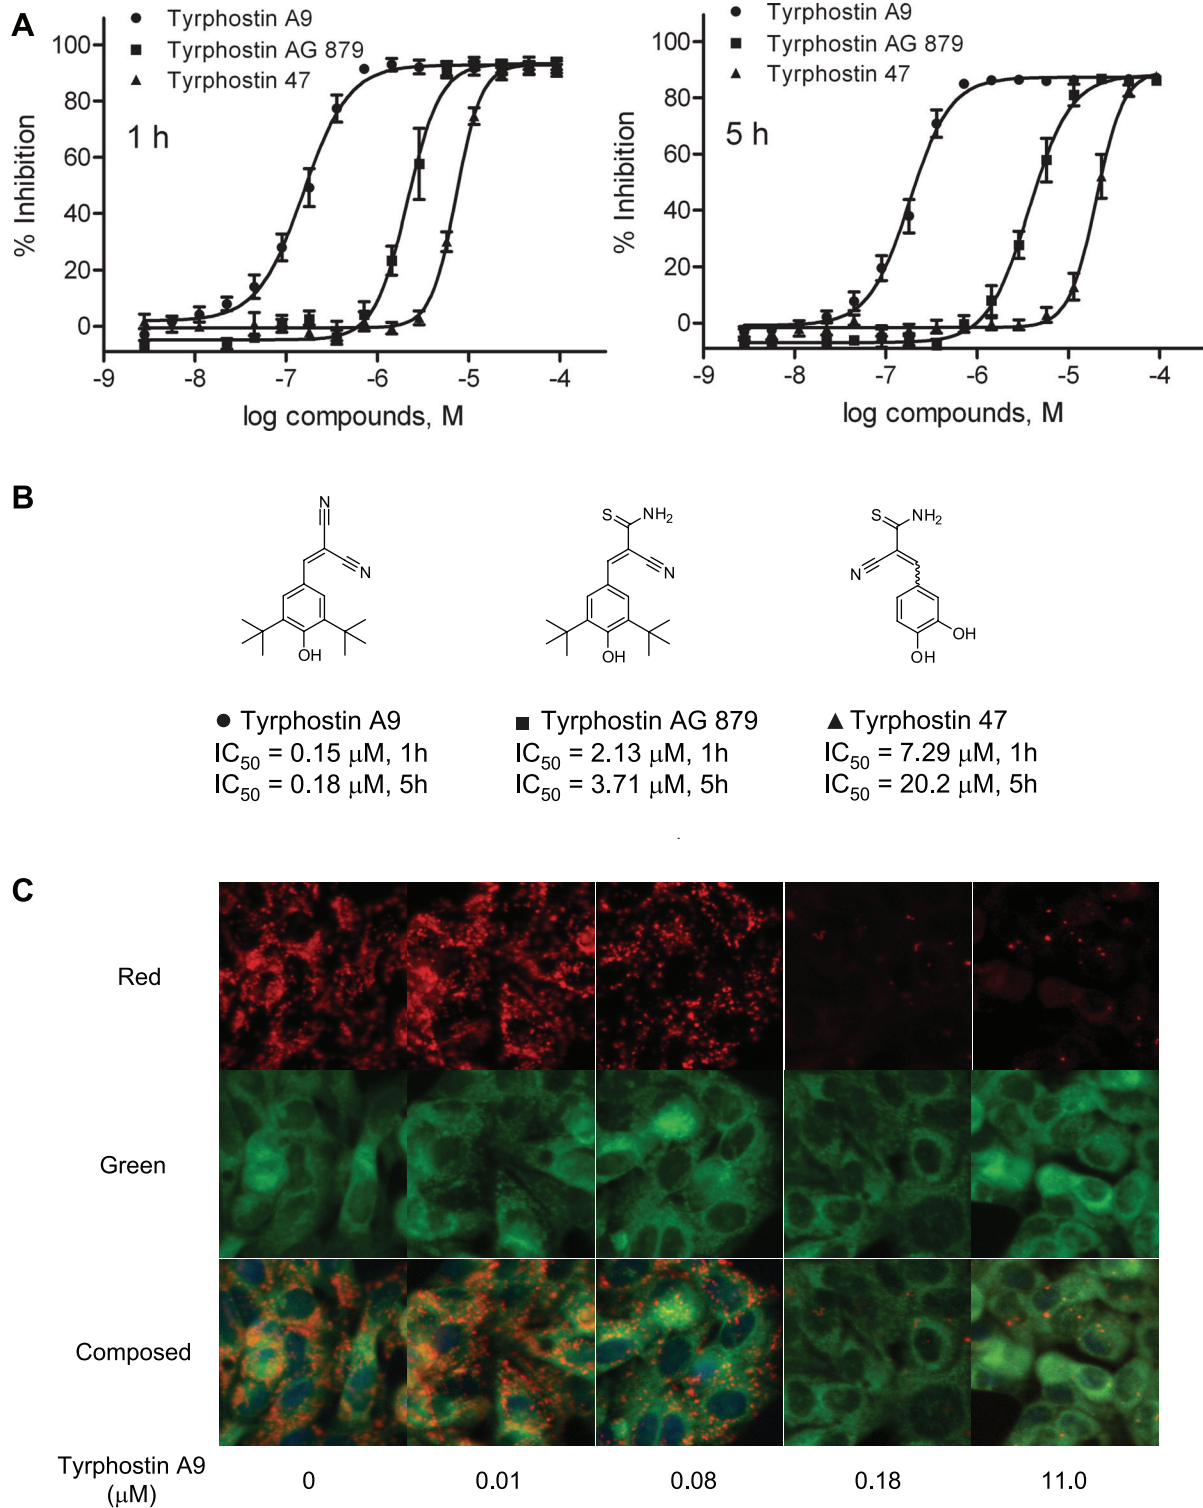 A
Tyrphostin A9
Tyrphostin AG 879
Tyrphostin 47
1 h
% Inhibition
100
80
60
40
20
0
-9 -8 -7 -6 -5 -4
log compounds, M
Tyrphostin A9
Tyrphostin AG 879
Tyrphostin 47
5 h
% Inhibition
100
80
60
40
20
0
-9 -8 -7 -6 -5 -4
log compounds, M
B
N
N
OH
S NH2
N
OH
S NH2
N
OH
OH
● Tyrphostin A9
IC50 = 0.15 μM, 1h
IC50 = 0.18 μM, 5h
■ Tyrphostin AG 879
IC50 = 2.13 μM, 1h
IC50 = 3.71 μM, 5h
▲ Tyrphostin 47
IC50 = 7.29 μM, 1h
IC50 = 20.2 μM, 5h
C
Red
Green
Composed
Tyrphostin A9
(μM)
0 0.01 0.08 0.18 11.0